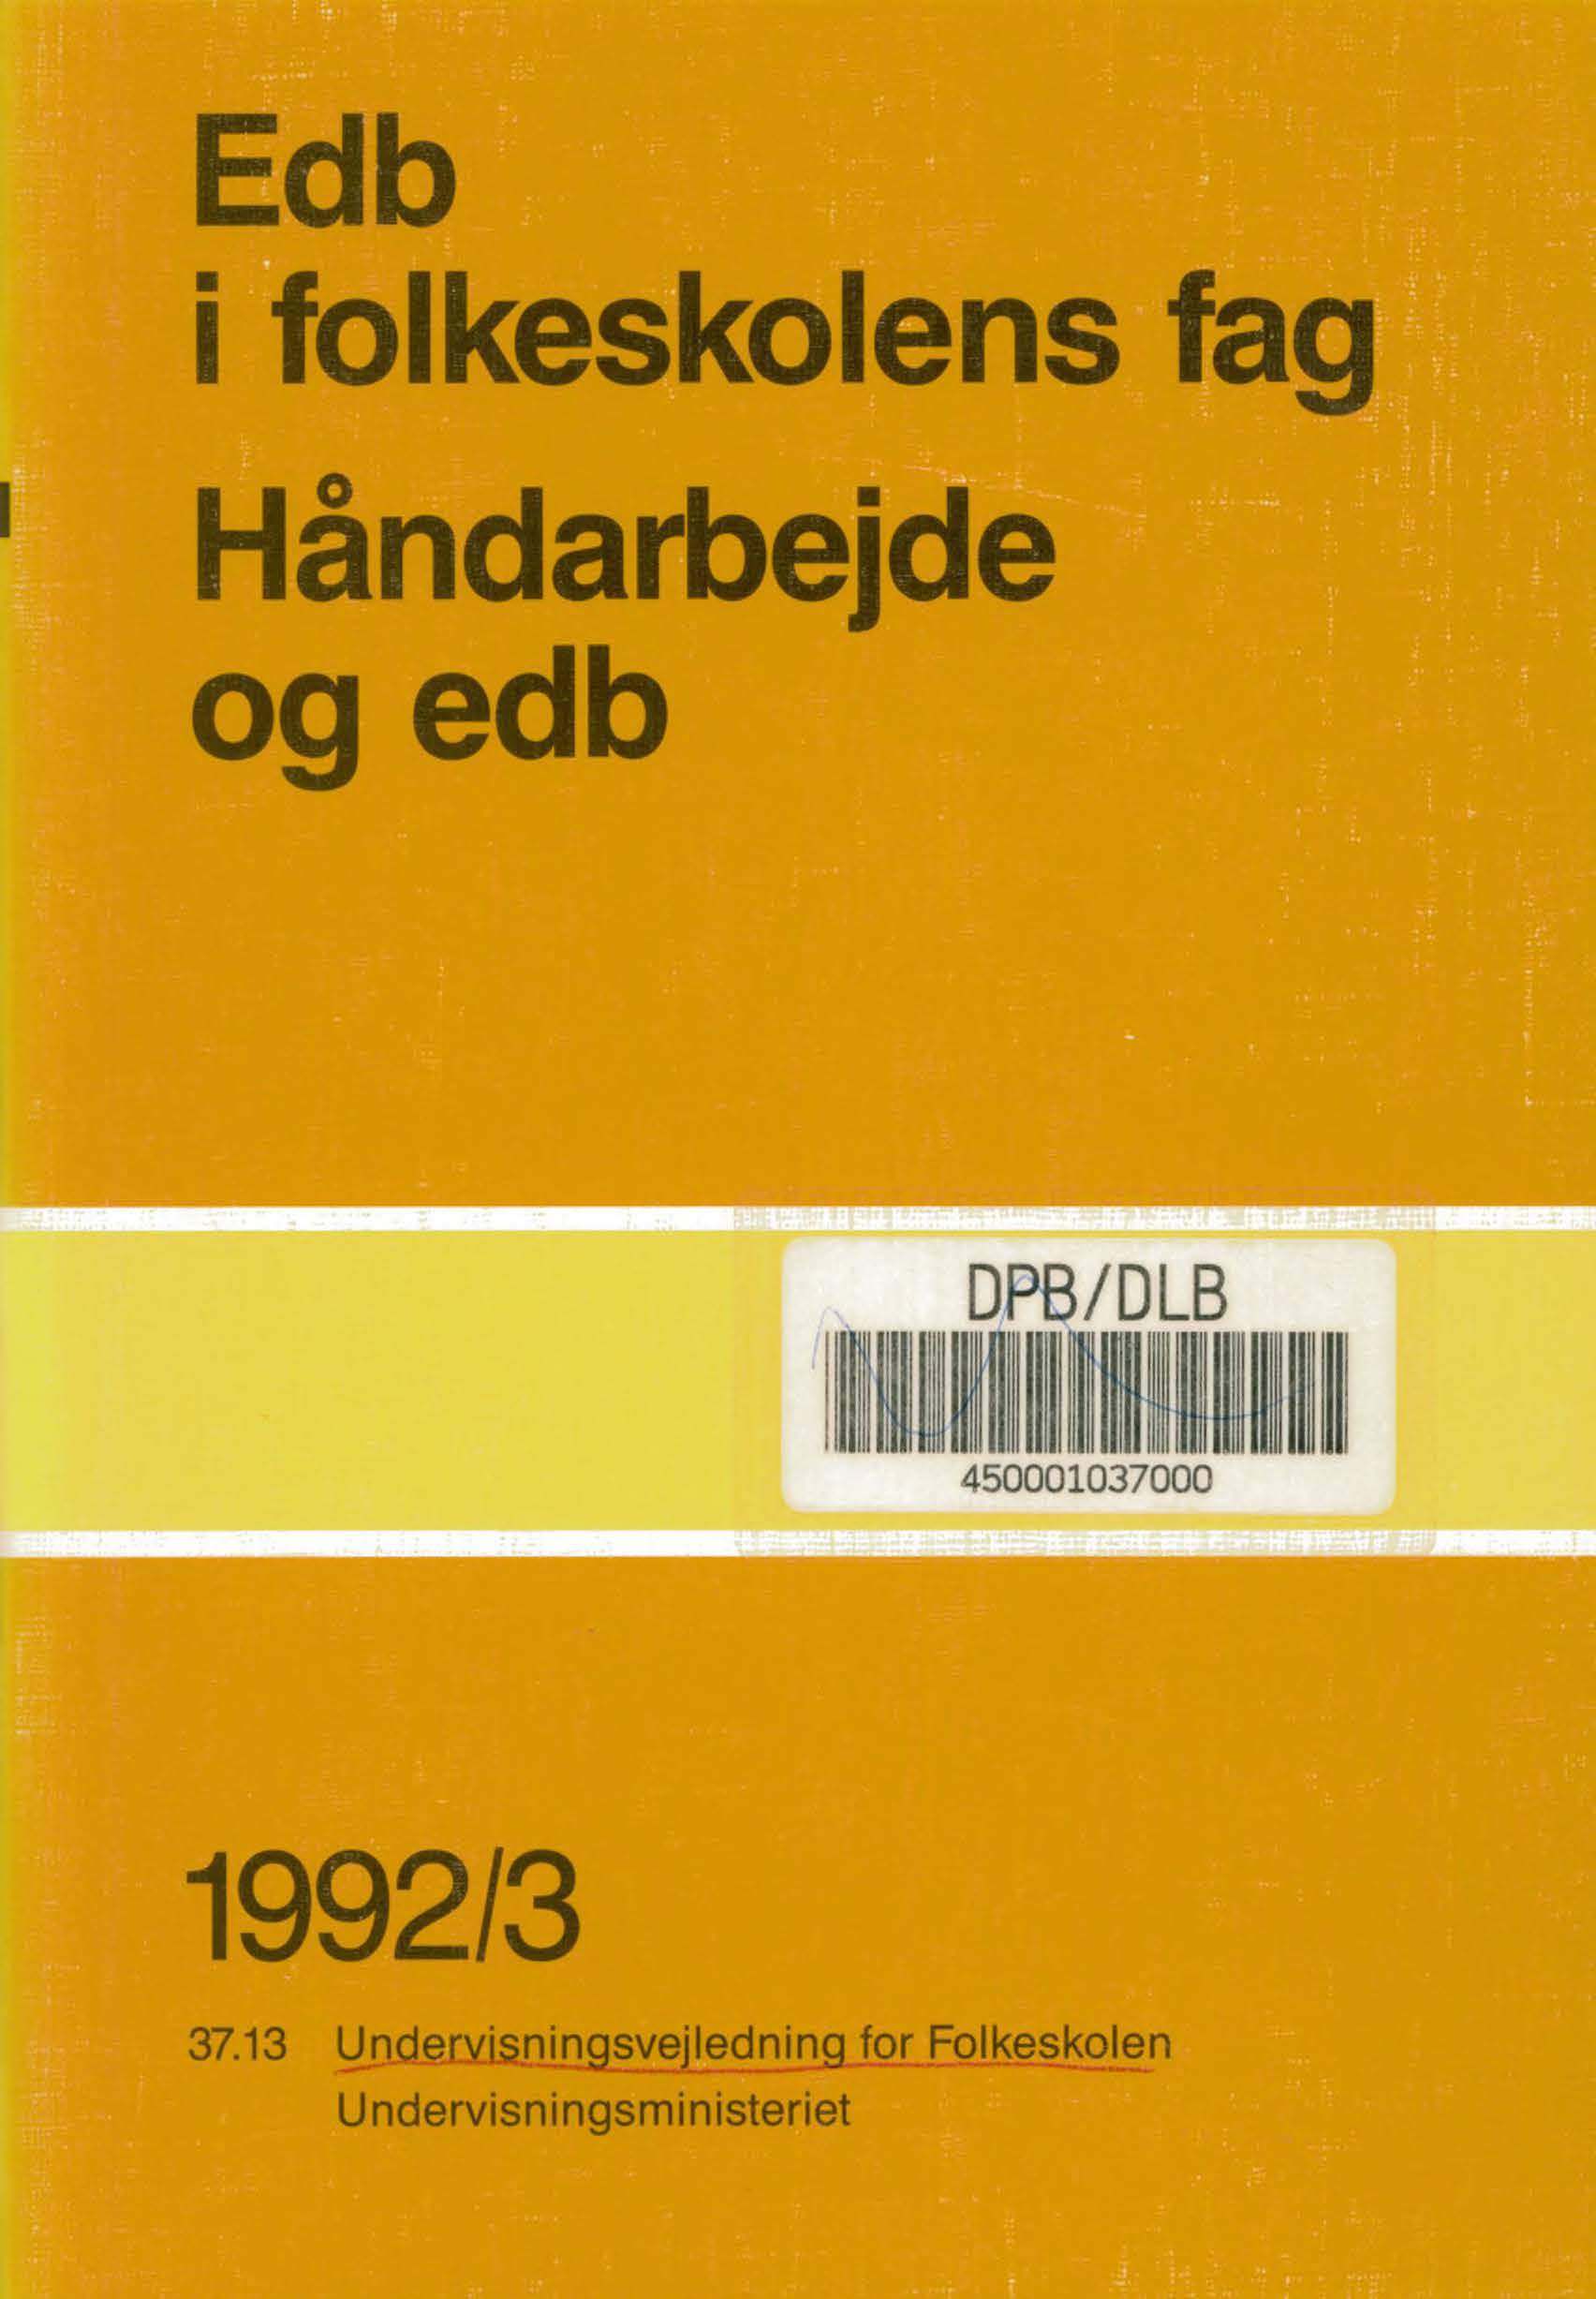 Edb
i folkeskolens fag
Håndarbejde
og edb
DPB/DLB
450001037000
1992/3
37.13 Undervisningsvejledning for Folkeskolen
Undervisningsministeriet